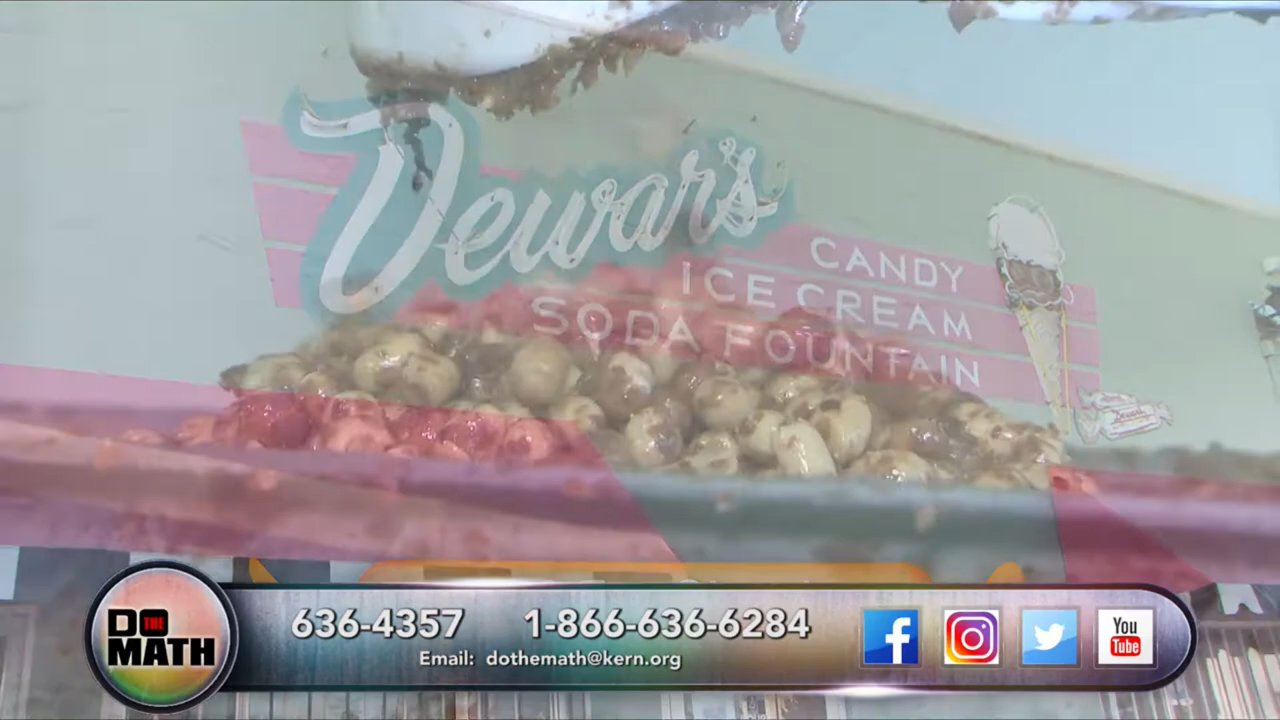 Dewar's
CANDY
ICE CREAM
SODA FOUNTAIN
DO THE
MATH
636-4357 1-866-636-6284
Email: dothemath@kern.org
You
Tube